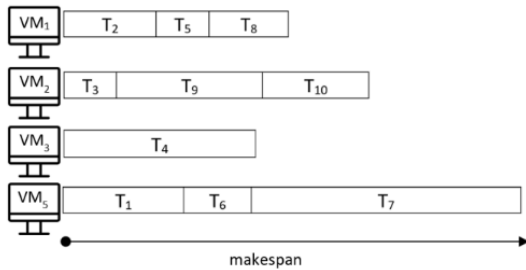 VM₁ T₂ T₅ T₈
VM₂ T₃ T₉ T₁₀
VM₃ T₄
VM₅ T₁ T₆ T₇
makespan